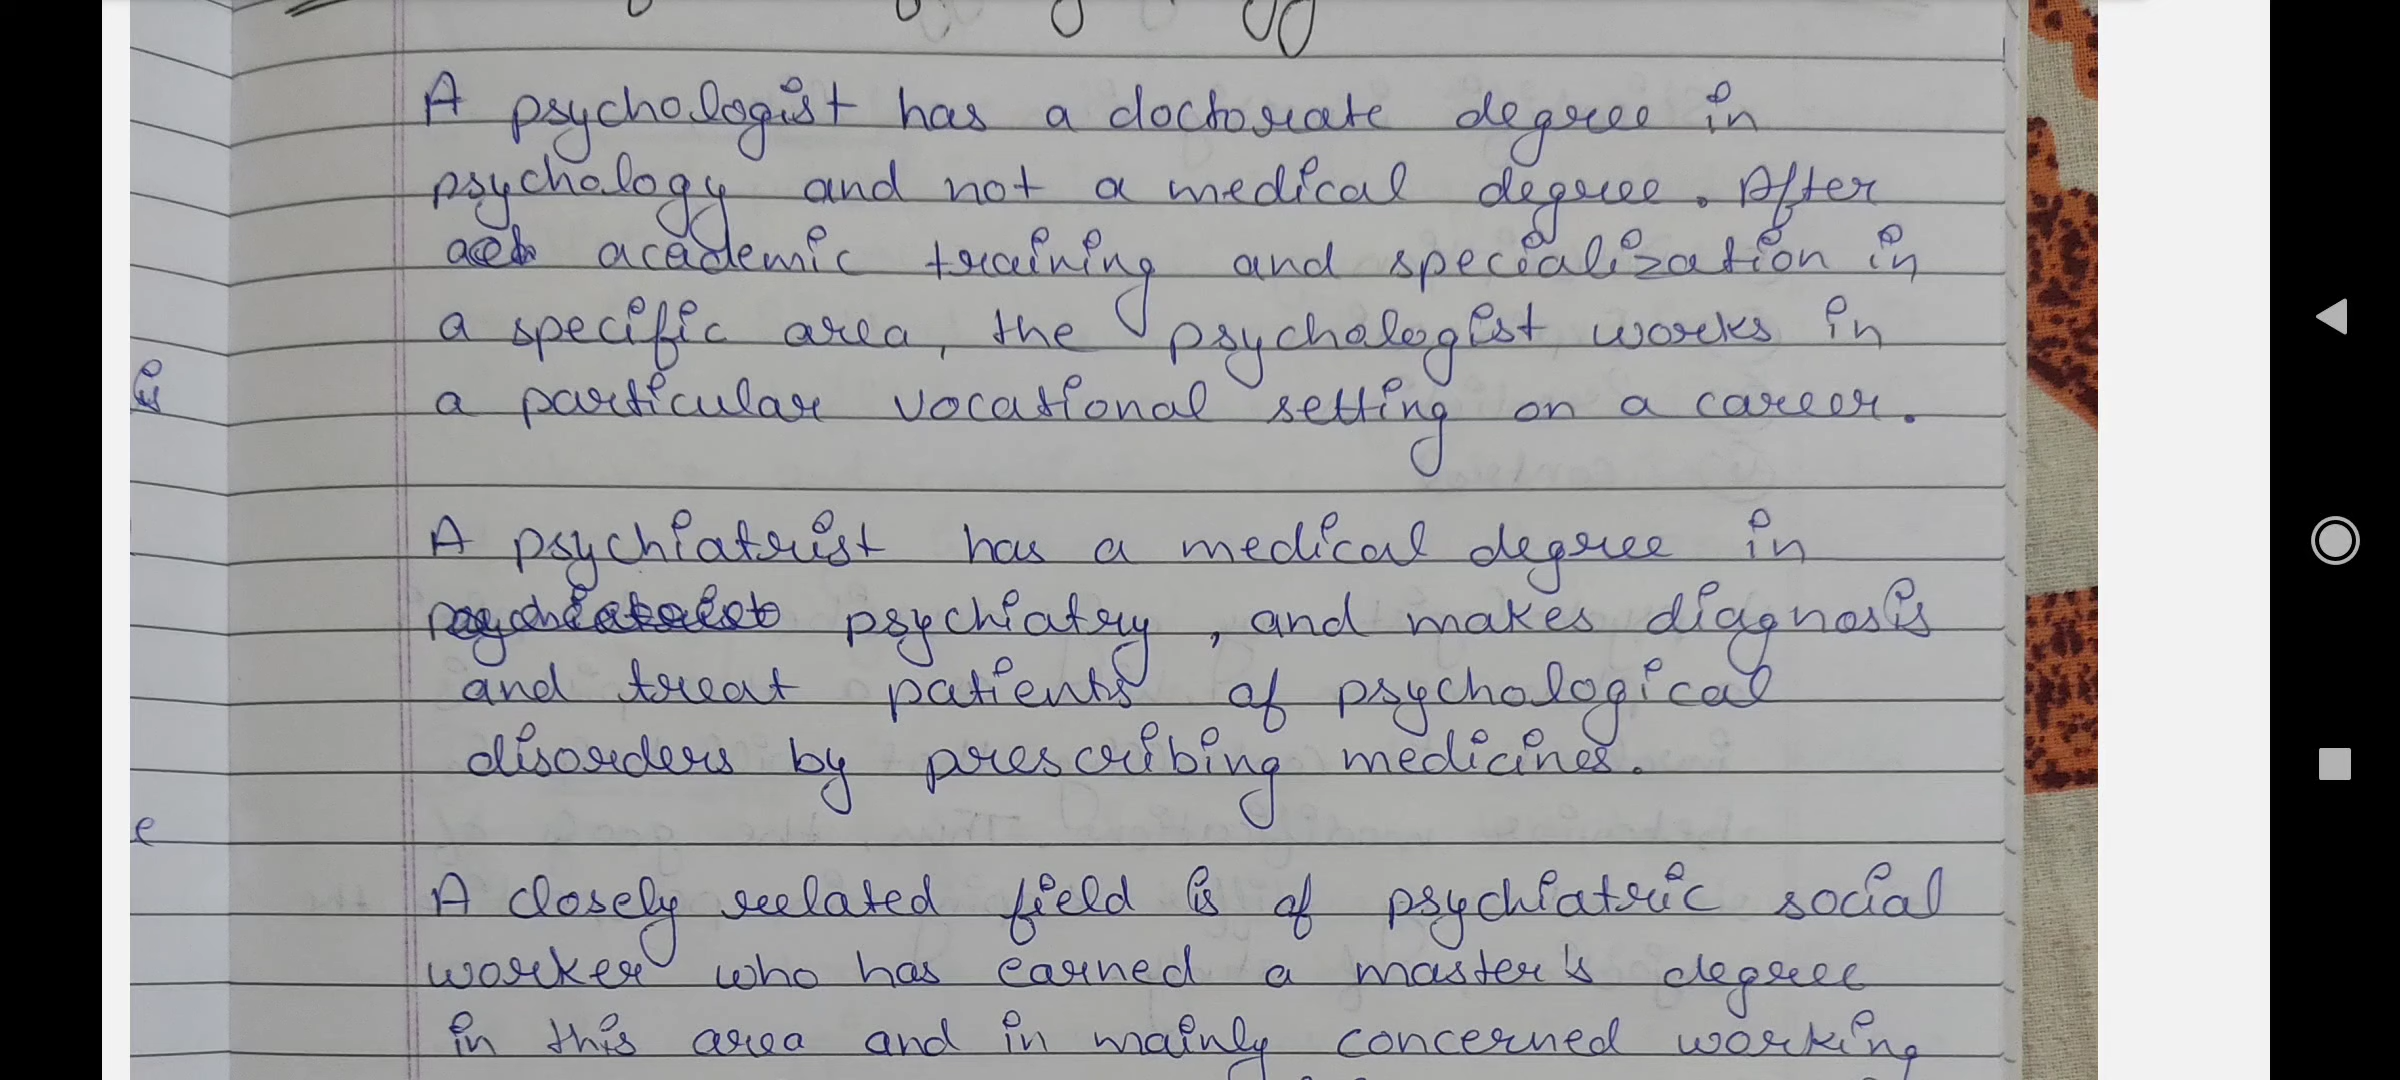 A psychologist has a doctorate degree in
psychology and not a medical degree. After
academic training and specialization in
a specific area, the psychologist works in
is
a particular vocational setting on a career.
A psychiatrist has a medical degree in
psychiatry, and makes diagnosis
and treat patients of psychological
disorders by prescribing medicines.
e
A closely related field is of psychiatric social
worker who has earned a master's degree
in this area and in mainly concerned working